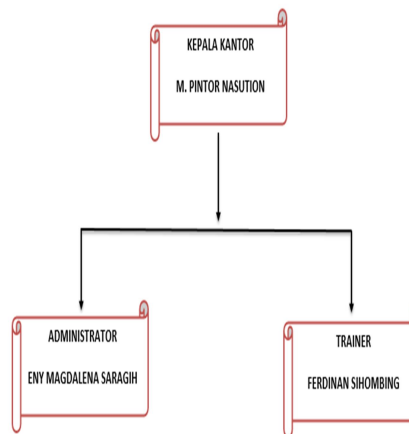 KEPALA KANTOR
M. PINTOR NASUTION
ADMINISTRATOR
ENY MAGDALENA SARAGIH
TRAINER
FERDINAN SIHOMBING